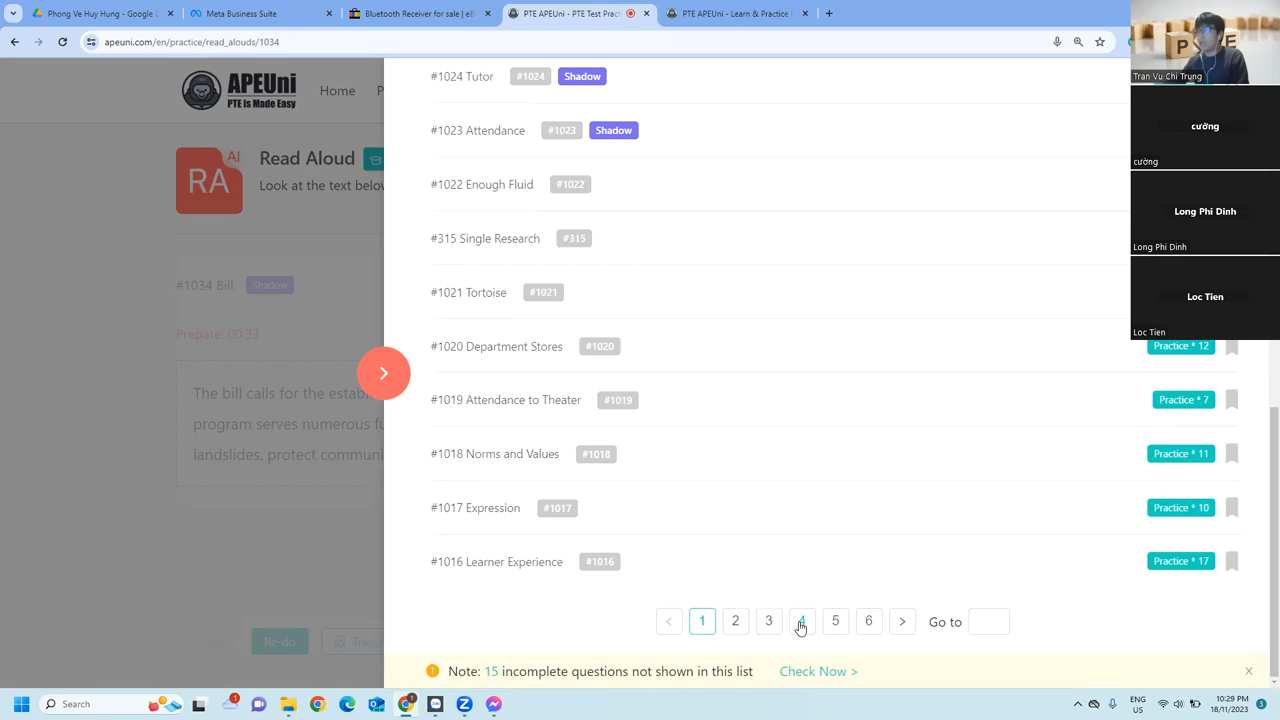 Phong Ve Huy Hung - Google D
Meta Business Suite
Bluetooth Receiver for sale | eB
PTE APEUni - PTE Test Prac
PTE APEUni - Learn & Practice F
apeuni.com/en/practice/read_alouds/1034
APEUni
PTE Is Made Easy
Home
P
RA
AI
Read Aloud
Look at the text below
#1034 Bill
Shadow
Prepare: 00:33
The bill calls for the establ
program serves numerous fu
landslides, protect communi
Re-do
#1024 Tutor
#1024
Shadow
#1023 Attendance
#1023
Shadow
#1022 Enough Fluid
#1022
#315 Single Research
#315
#1021 Tortoise
#1021
#1020 Department Stores
#1020
Practice * 12
#1019 Attendance to Theater
#1019
Practice * 7
#1018 Norms and Values
#1018
Practice * 11
#1017 Expression
#1017
Practice * 10
#1016 Learner Experience
#1016
Practice * 17
< 1 2 3 4 5 6 > Go to
Note: 15 incomplete questions not shown in this list Check Now >
P E
Tran Vu Chi Trung
cường
cường
Long Phi Dinh
Long Phi Dinh
Loc Tien
Loc Tien
Search
1
1
ENG
US
10:29 PM
18/11/2023
3